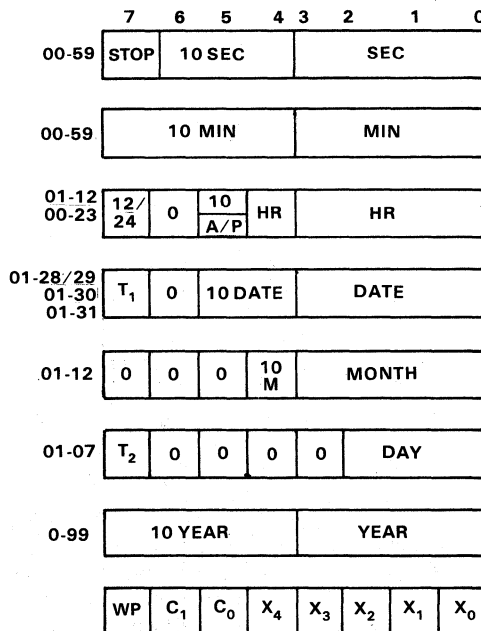 7 6 5 4 3 2 1 0
00-59 STOP 10 SEC SEC
00-59 10 MIN MIN
01-12
00-23
12/
24
0 10
A/P
HR HR
01-28/29
01-30
01-31
T1 0 10 DATE DATE
01-12 0 0 0 10
M
MONTH
01-07 T2 0 0 0 0 DAY
0-99 10 YEAR YEAR
WP C1 C0 X4 X3 X2 X1 X0